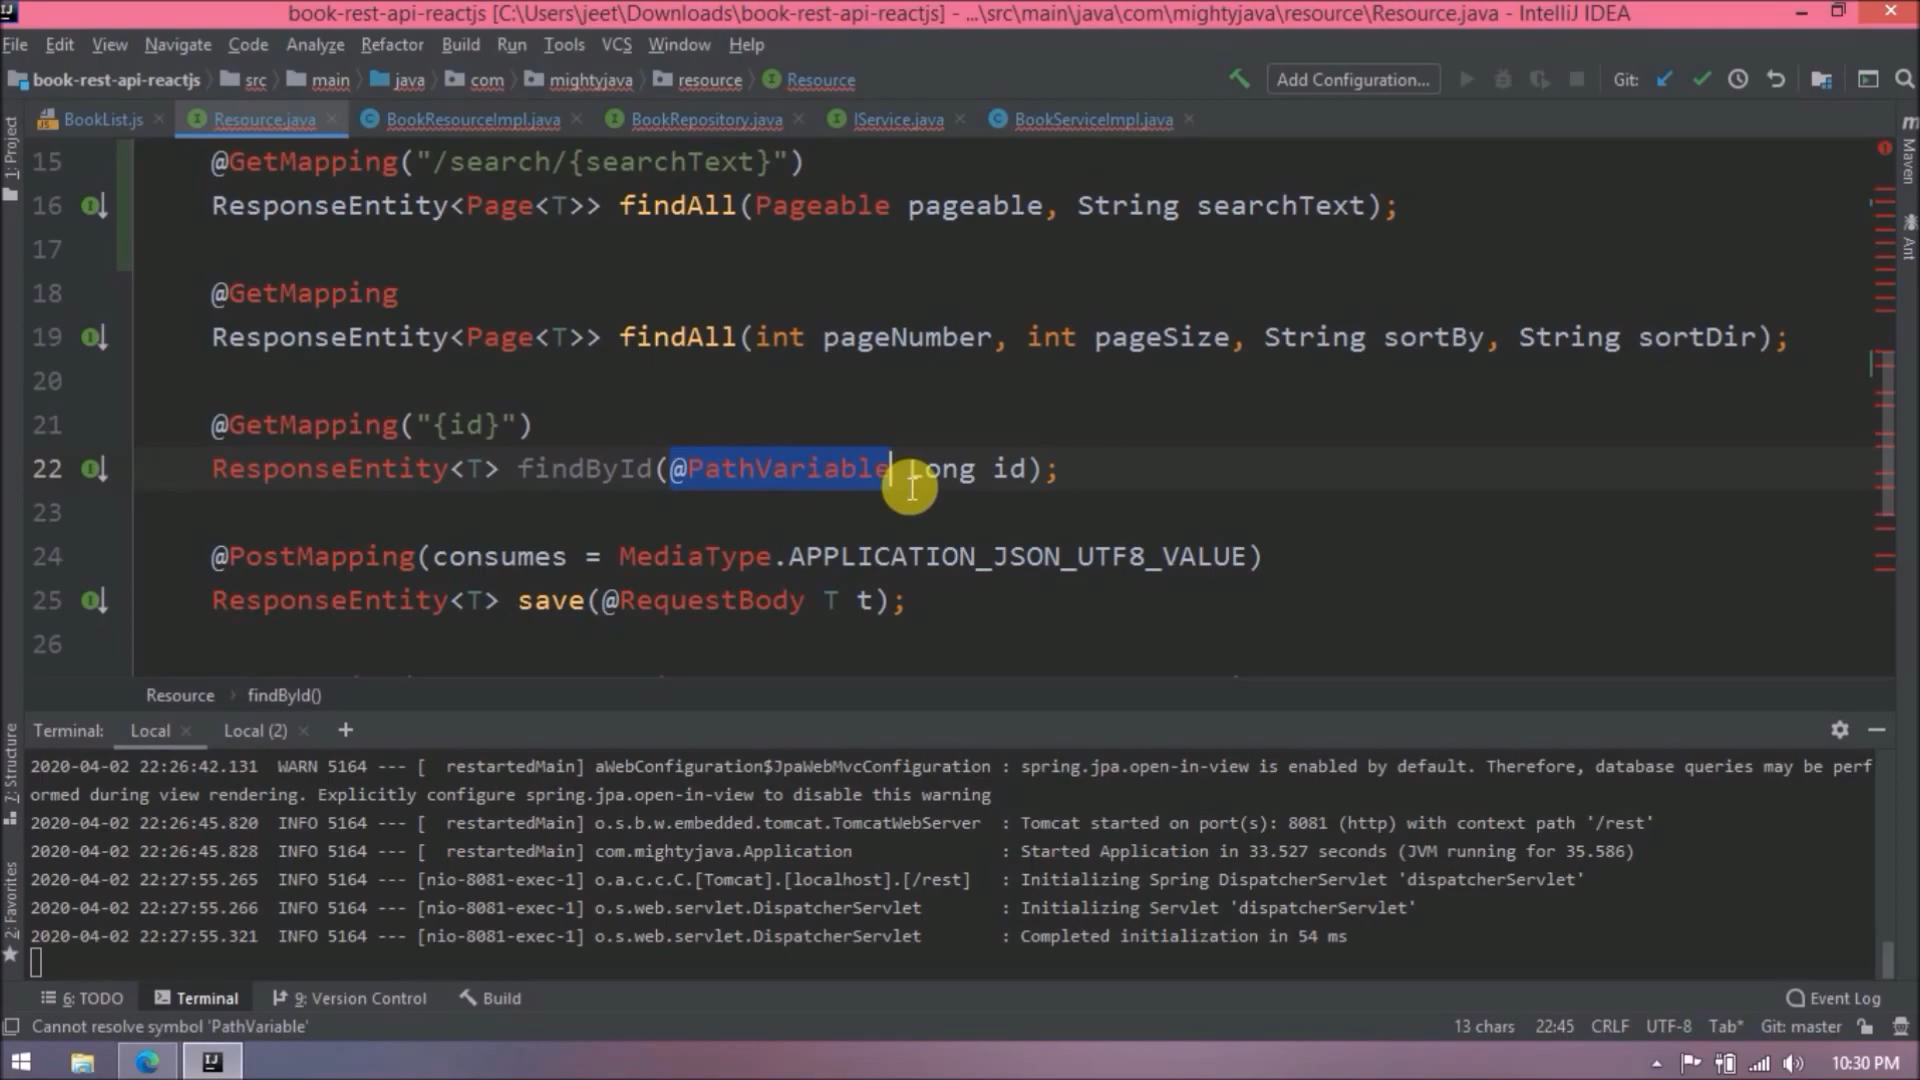 book-rest-api-reactjs [C:\Users\jeet\Downloads\book-rest-api-reactjs] - ...\src\main\java\com\mightyjava\resource\Resource.java - IntelliJ IDEA
File Edit View Navigate Code Analyze Refactor Build Run Tools VCS Window Help
book-rest-api-reactjs src main java com mightyjava resource Resource Add Configuration... Git:
BookList.js Resource.java BookResourceImpl.java BookRepository.java IService.java BookServiceImpl.java
1: Project
Maven
Ant
15 @GetMapping("/search/{searchText}")
16 ResponseEntity<Page<T>> findAll(Pageable pageable, String searchText);
17
18 @GetMapping
19 ResponseEntity<Page<T>> findAll(int pageNumber, int pageSize, String sortBy, String sortDir);
20
21 @GetMapping("{id}")
22 ResponseEntity<T> findById(@PathVariable Long id);
23
24 @PostMapping(consumes = MediaType.APPLICATION_JSON_UTF8_VALUE)
25 ResponseEntity<T> save(@RequestBody T t);
26
Resource findById()
Terminal: Local Local (2) +
7: Structure
2: Favorites
2020-04-02 22:26:42.131 WARN 5164 --- [ restartedMain] aWebConfiguration$JpaWebMvcConfiguration : spring.jpa.open-in-view is enabled by default. Therefore, database queries may be perf
ormed during view rendering. Explicitly configure spring.jpa.open-in-view to disable this warning
2020-04-02 22:26:45.820 INFO 5164 --- [ restartedMain] o.s.b.w.embedded.tomcat.TomcatWebServer : Tomcat started on port(s): 8081 (http) with context path '/rest'
2020-04-02 22:26:45.828 INFO 5164 --- [ restartedMain] com.mightyjava.Application : Started Application in 33.527 seconds (JVM running for 35.586)
2020-04-02 22:27:55.265 INFO 5164 --- [nio-8081-exec-1] o.a.c.c.C.[Tomcat].[localhost].[/rest] : Initializing Spring DispatcherServlet 'dispatcherServlet'
2020-04-02 22:27:55.266 INFO 5164 --- [nio-8081-exec-1] o.s.web.servlet.DispatcherServlet : Initializing Servlet 'dispatcherServlet'
2020-04-02 22:27:55.321 INFO 5164 --- [nio-8081-exec-1] o.s.web.servlet.DispatcherServlet : Completed initialization in 54 ms
6: TODO Terminal 9: Version Control Build Event Log
Cannot resolve symbol 'PathVariable' 13 chars 22:45 CRLF UTF-8 Tab* Git: master
10:30 PM